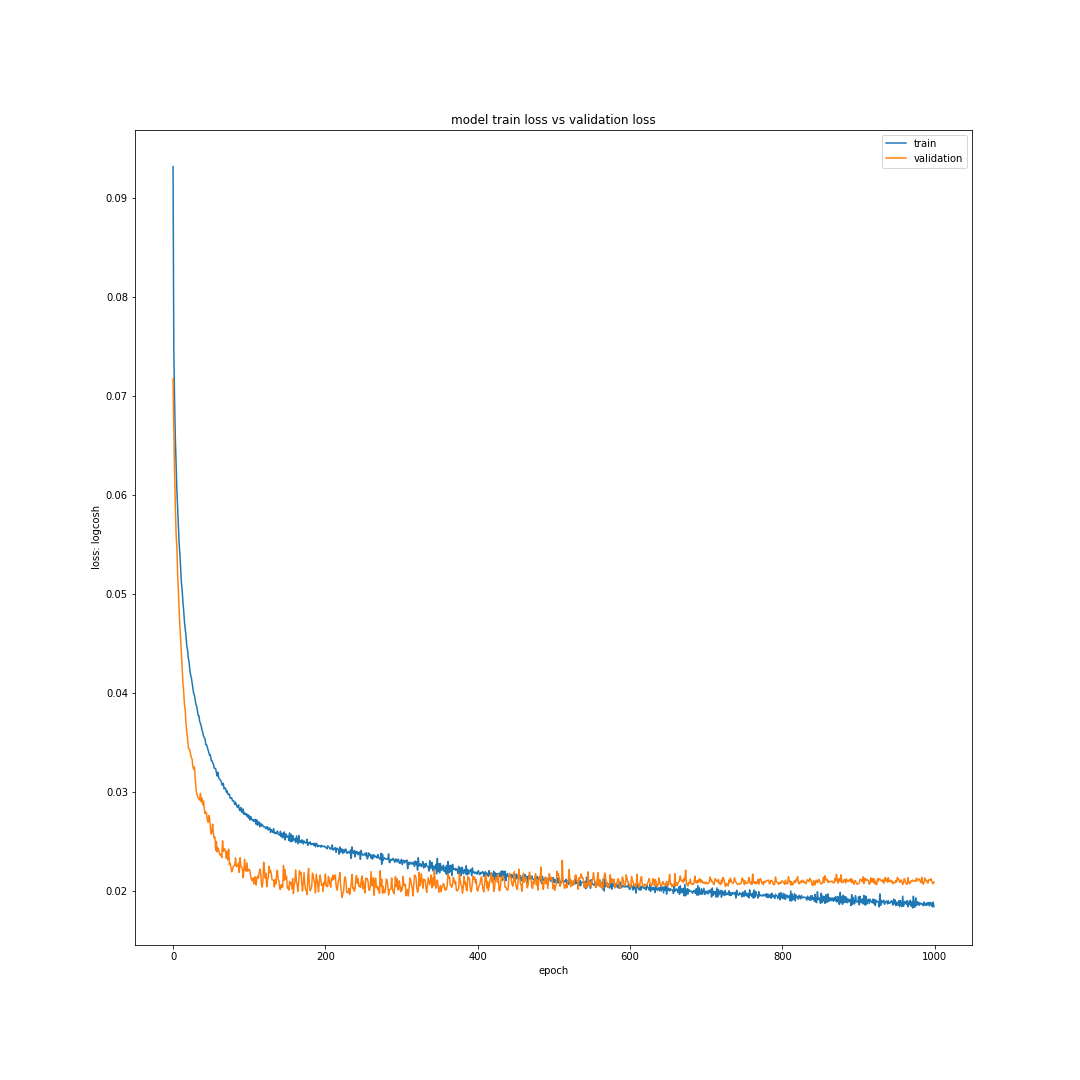 model train loss vs validation loss
train
validation
0.09
0.08
0.07
0.06
0.05
0.04
0.03
0.02
loss: logcosh
0 200 400 600 800 1000
epoch